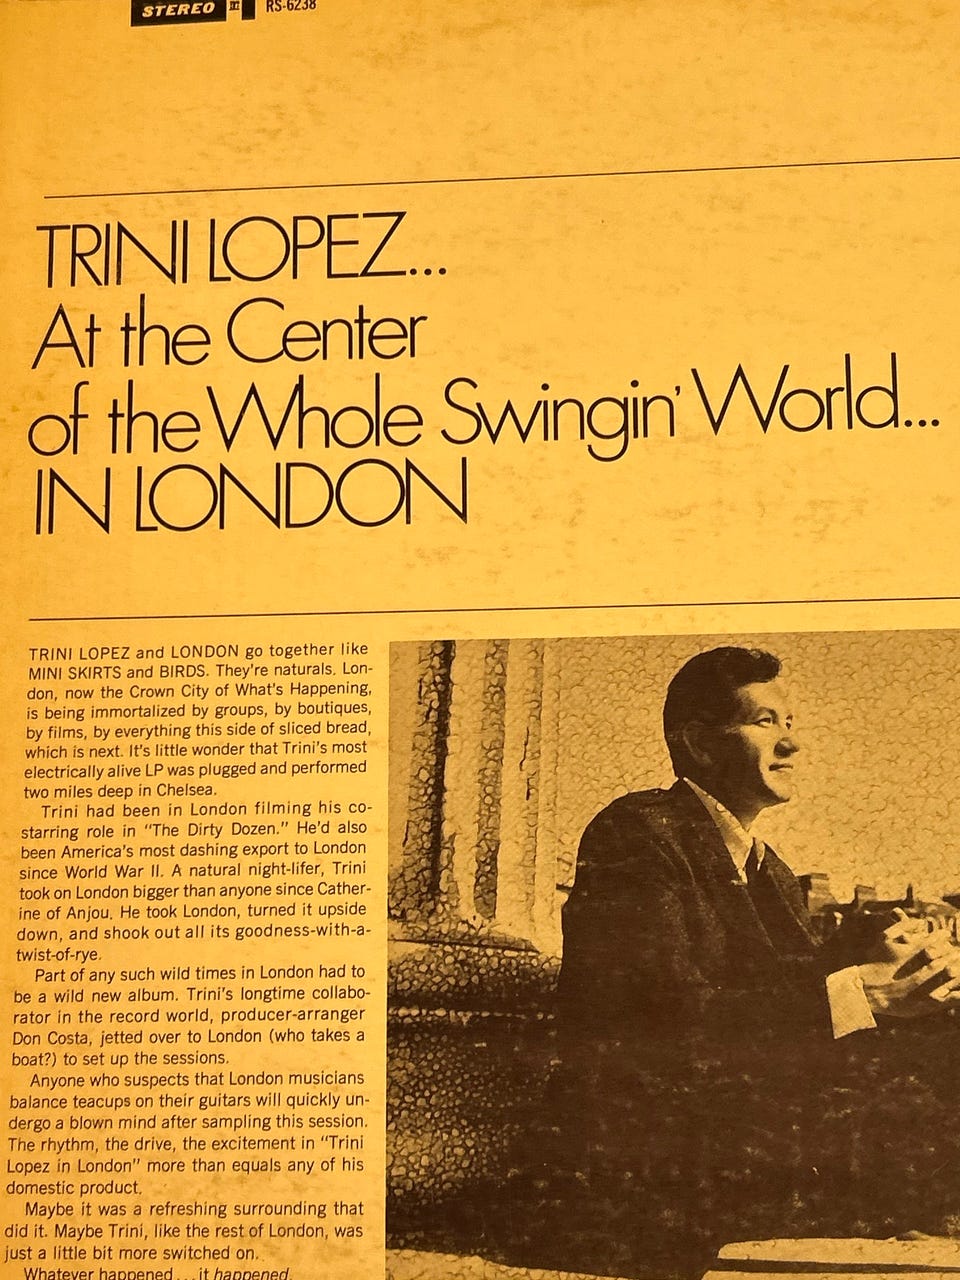 STEREO RS-6238
TRINI LOPEZ...
At the Center
of the Whole Swingin' World...
IN LONDON
TRINI LOPEZ and LONDON go together like
MINI SKIRTS and BIRDS. They're naturals. Lon-
don, now the Crown City of What's Happening,
is being immortalized by groups, by boutiques,
by films, by everything this side of sliced bread,
which is next. It's little wonder that Trini's most
electrically alive LP was plugged and performed
two miles deep in Chelsea.
Trini had been in London filming his co-
starring role in "The Dirty Dozen." He'd also
been America's most dashing export to London
since World War II. A natural night-lifer, Trini
took on London bigger than anyone since Cather-
ine of Anjou. He took London, turned it upside
down, and shook out all its goodness-with-a-
twist-of-rye.
Part of any such wild times in London had to
be a wild new album. Trini's longtime collabo-
rator in the record world, producer-arranger
Don Costa, jetted over to London (who takes a
boat?) to set up the sessions.
Anyone who suspects that London musicians
balance teacups on their guitars will quickly un-
dergo a blown mind after sampling this session.
The rhythm, the drive, the excitement in "Trini
Lopez in London" more than equals any of his
domestic product.
Maybe it was a refreshing surrounding that
did it. Maybe Trini, like the rest of London, was
just a little bit more switched on.
Whatever happened...it happened.